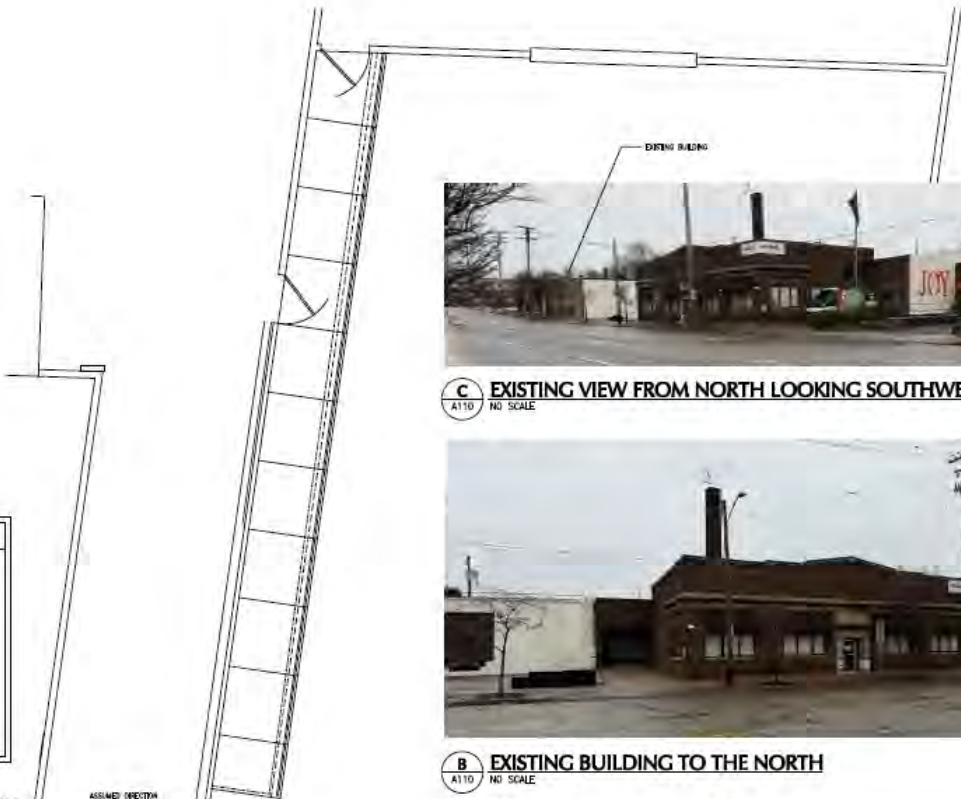 EXISTING BUILDING
JOY
C
A110
EXISTING VIEW FROM NORTH LOOKING SOUTHWE
NO SCALE
B
A110
EXISTING BUILDING TO THE NORTH
NO SCALE
ASSUMED DIRECTION